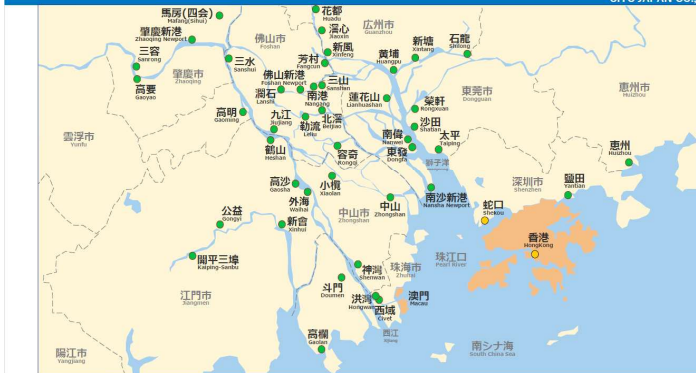 SITC JAPAN CO.,
馬房(四会)
Mafang(Sihui)
花都
Huadu
広州市
Guanzhou
肇慶新港
Zhaoqing Newport
佛山市
Foshan
滘心
Jiaoxin
新風
Xinfeng
芳村
Fangcun
黄埔
Huangpu
新塘
Xintang
石龍
Shilong
三容
Sanrong
三水
Sanshui
肇慶市
Zhaoqing
佛山新港
Foshan Newport
三山
Sanshan
高要
Gaoyao
瀾石
Lanshi
南港
Nangang
蓮花山
Lianhuashan
東莞市
Dongguan
恵州市
Huizhou
高明
Gaoming
九江
Jiujiang
勒流
Leliu
北滘
Beijiao
榮軒
Rongxuan
沙田
Shatian
雲浮市
Yunfu
鶴山
Heshan
容奇
Rongqi
南偉
Nanwei
東發
Dongfa
太平
Taiping
獅子洋
恵州
Huizhou
高沙
Gaosha
小欖
Xiaolan
深圳市
Shenzhen
鹽田
Yantian
外海
Waihai
中山
Zhongshan
南沙新港
Nansha Newport
蛇口
Shekou
公益
Gongyi
新會
Xinhui
中山市
Zhongshan
香港
HongKong
開平三埠
Kaiping-Sanbu
神灣
Shenwan
珠海市
Zhuhai
珠江口
Pearl River
江門市
Jiangmen
斗門
Doumen
洪灣
Hongwan
西域
Civet
澳門
Macau
高欄
Gaolan
西江
Xijiang
南シナ海
South China Sea
陽江市
Yangjiang